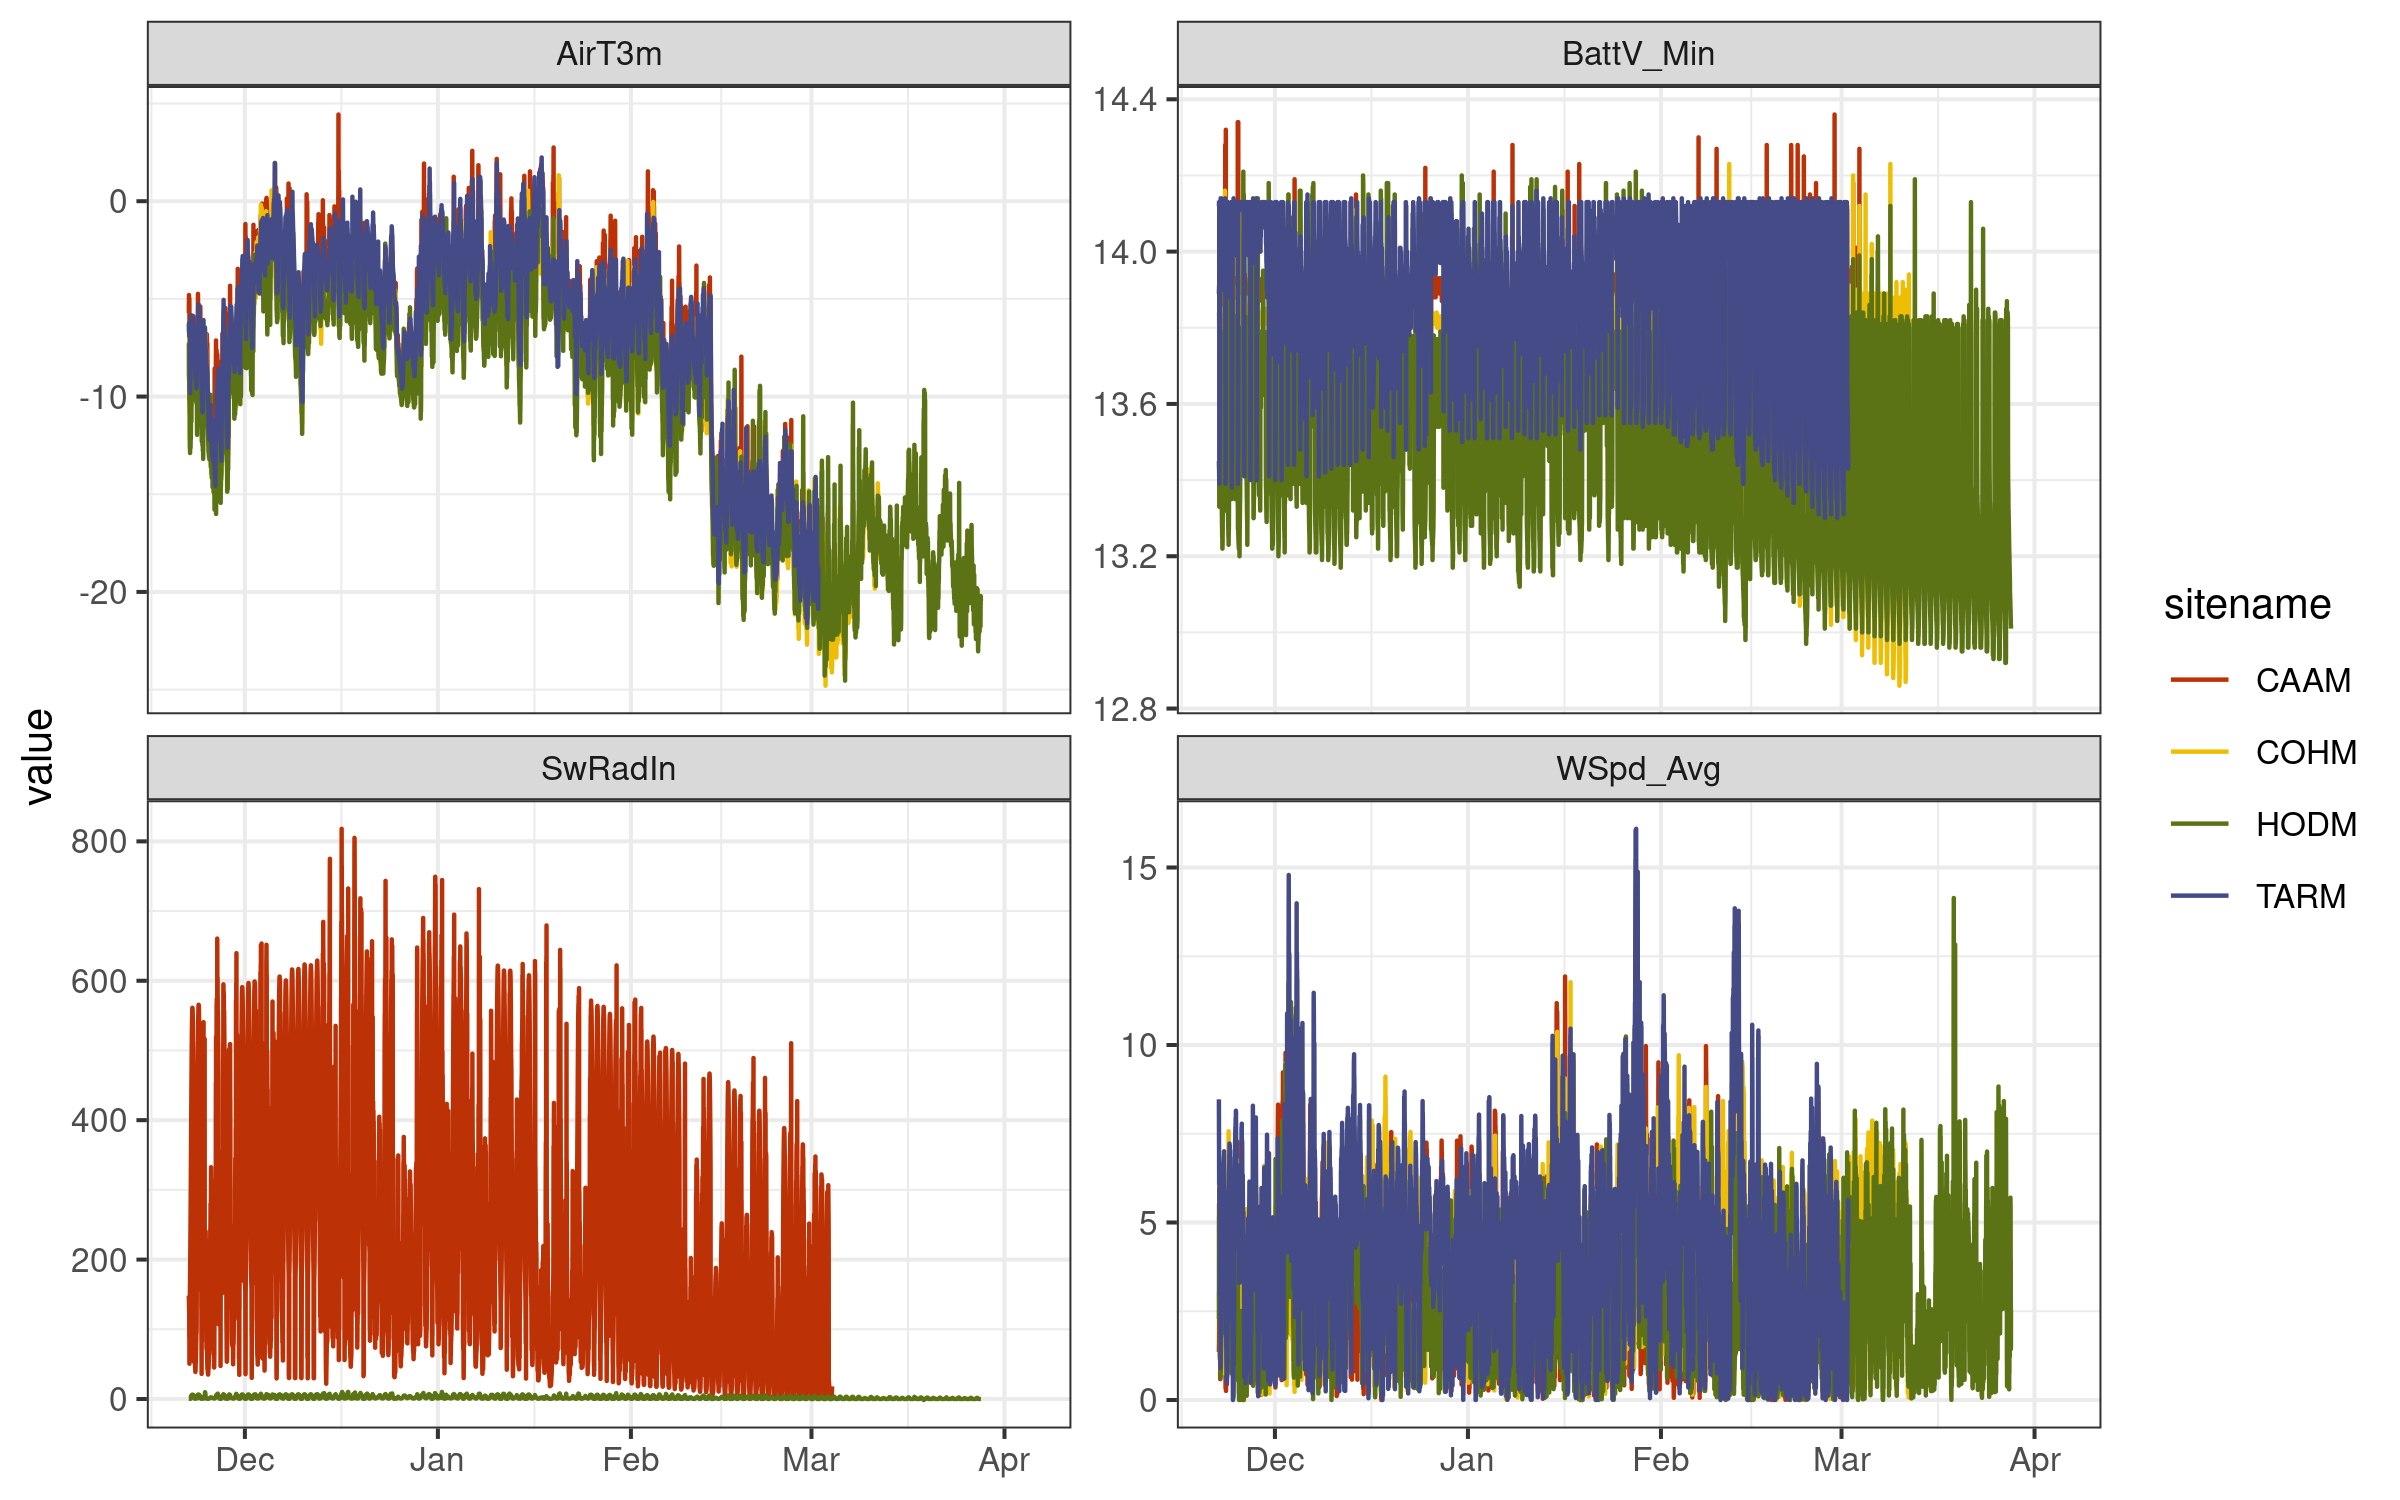 AirT3m
BattV_Min
0
-10
-20
14.4
14.0
13.6
13.2
12.8
value
SwRadIn
WSpd_Avg
800
600
400
200
0
15
10
5
0
Dec Jan Feb Mar Apr
Dec Jan Feb Mar Apr
sitename
CAAM
COHM
HODM
TARM